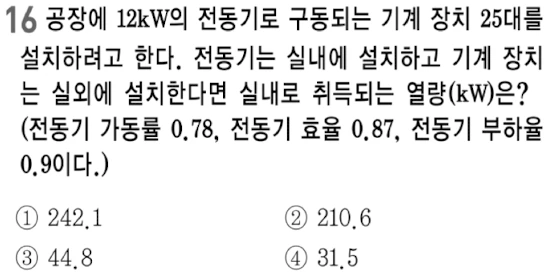 16 공장에 12kW의 전동기로 구동되는 기계 장치 25대를
설치하려고 한다. 전동기는 실내에 설치하고 기계 장치
는 실외에 설치한다면 실내로 취득되는 열량(kW)은?
(전동기 가동률 0.78, 전동기 효율 0.87, 전동기 부하율
0.9이다.)
① 242.1 ② 210.6
③ 44.8 ④ 31.5